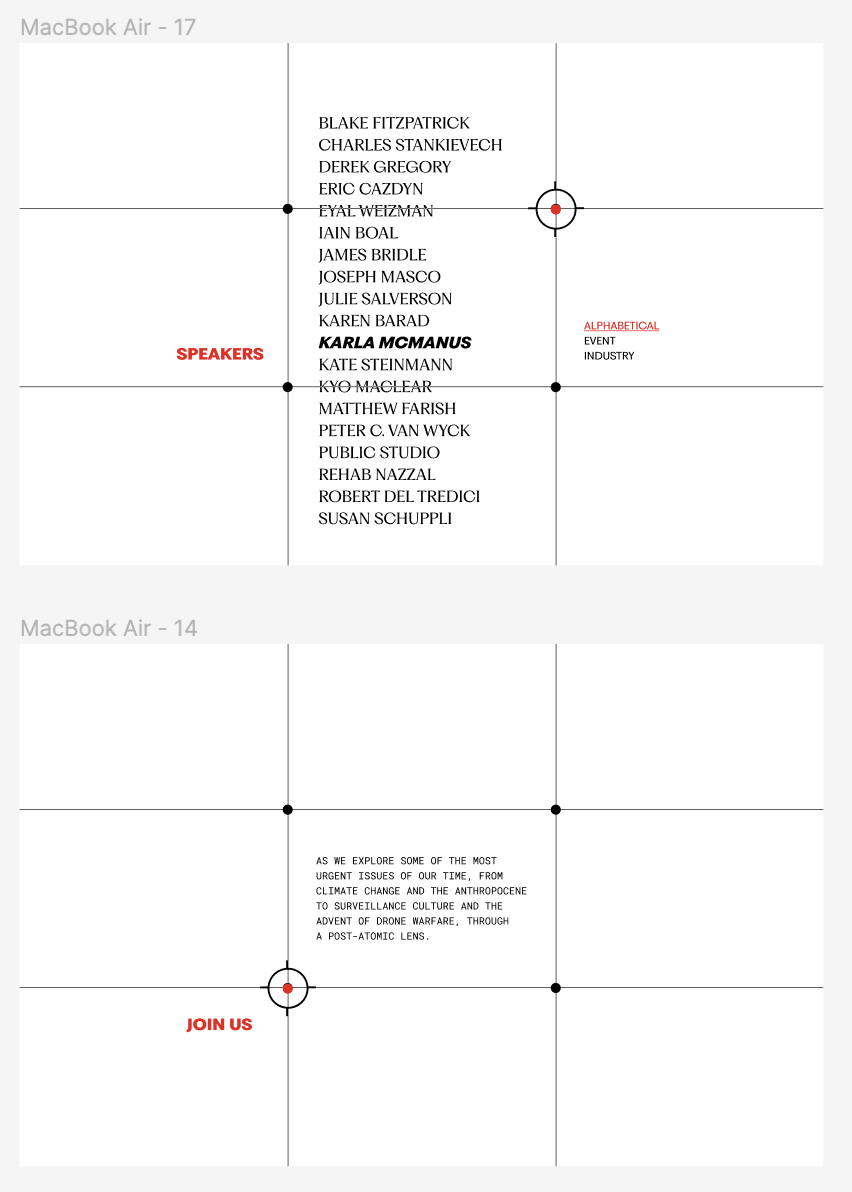 MacBook Air - 17
BLAKE FITZPATRICK
CHARLES STANKIEVECH
DEREK GREGORY
ERIC CAZDYN
EYAL WEIZMAN
IAIN BOAL
JAMES BRIDLE
JOSEPH MASCO
JULIE SALVERSON
KAREN BARAD
KARLA MCMANUS
KATE STEINMANN
KYO MACLEAR
MATTHEW FARISH
PETER C. VAN WYCK
PUBLIC STUDIO
REHAB NAZZAL
ROBERT DEL TREDICI
SUSAN SCHUPPLI
SPEAKERS
ALPHABETICAL
EVENT
INDUSTRY
MacBook Air - 14
AS WE EXPLORE SOME OF THE MOST
URGENT ISSUES OF OUR TIME, FROM
CLIMATE CHANGE AND THE ANTHROPOCENE
TO SURVEILLANCE CULTURE AND THE
ADVENT OF DRONE WARFARE, THROUGH
A POST-ATOMIC LENS.
JOIN US